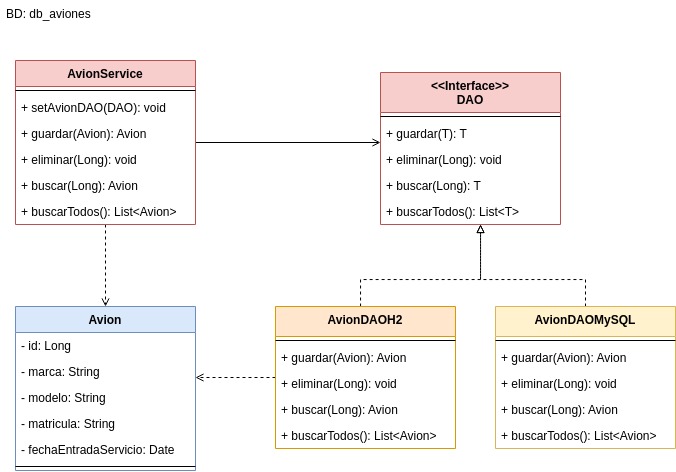 BD: db_aviones
AvionService
+ setAvionDAO(DAO): void
+ guardar(Avion): Avion
+ eliminar(Long): void
+ buscar(Long): Avion
+ buscarTodos(): List<Avion>
<<Interface>>
DAO
+ guardar(T): T
+ eliminar(Long): void
+ buscar(Long): T
+ buscarTodos(): List<T>
Avion
- id: Long
- marca: String
- modelo: String
- matricula: String
- fechaEntradaServicio: Date
AvionDAOH2
+ guardar(Avion): Avion
+ eliminar(Long): void
+ buscar(Long): Avion
+ buscarTodos(): List<Avion>
AvionDAOMySQL
+ guardar(Avion): Avion
+ eliminar(Long): void
+ buscar(Long): Avion
+ buscarTodos(): List<Avion>